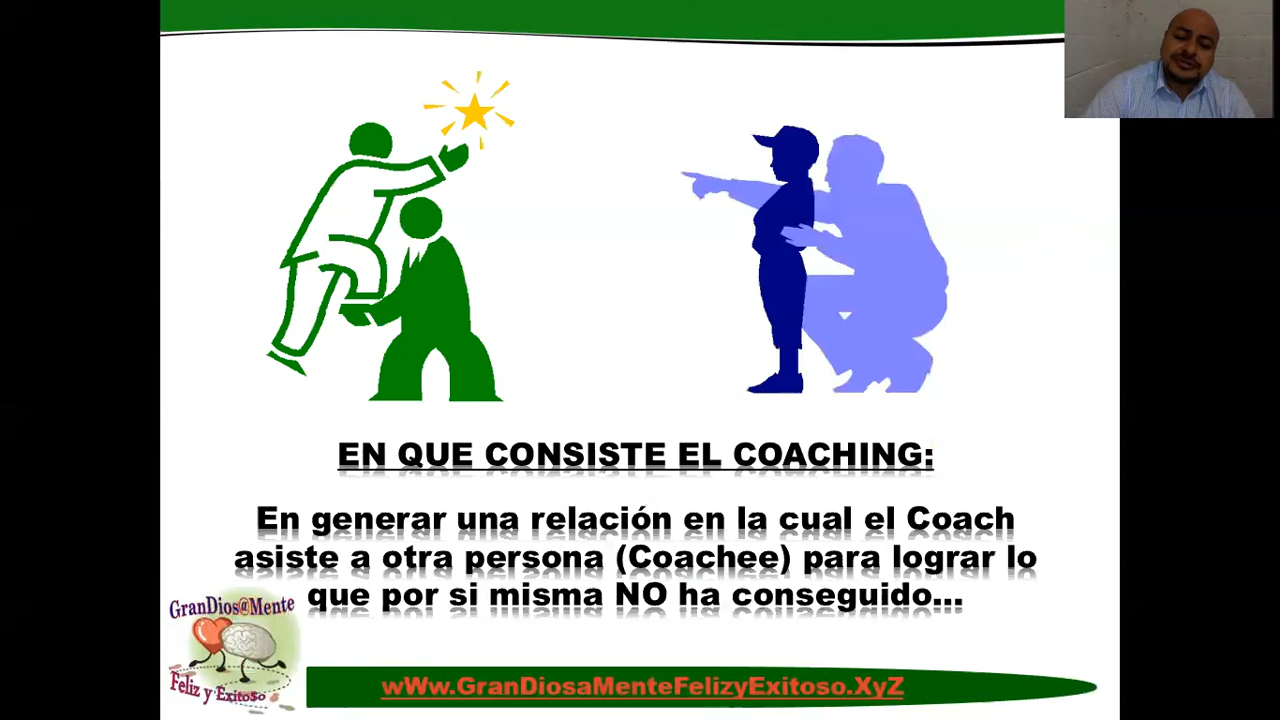 EN QUE CONSISTE EL COACHING:
En generar una relación en la cual el Coach
asiste a otra persona (Coachee) para lograr lo
que por si misma NO ha conseguido...
GranDios@Mente
Feliz y Exito$o
wWw.GranDiosaMenteFelizyExitoso.XyZ